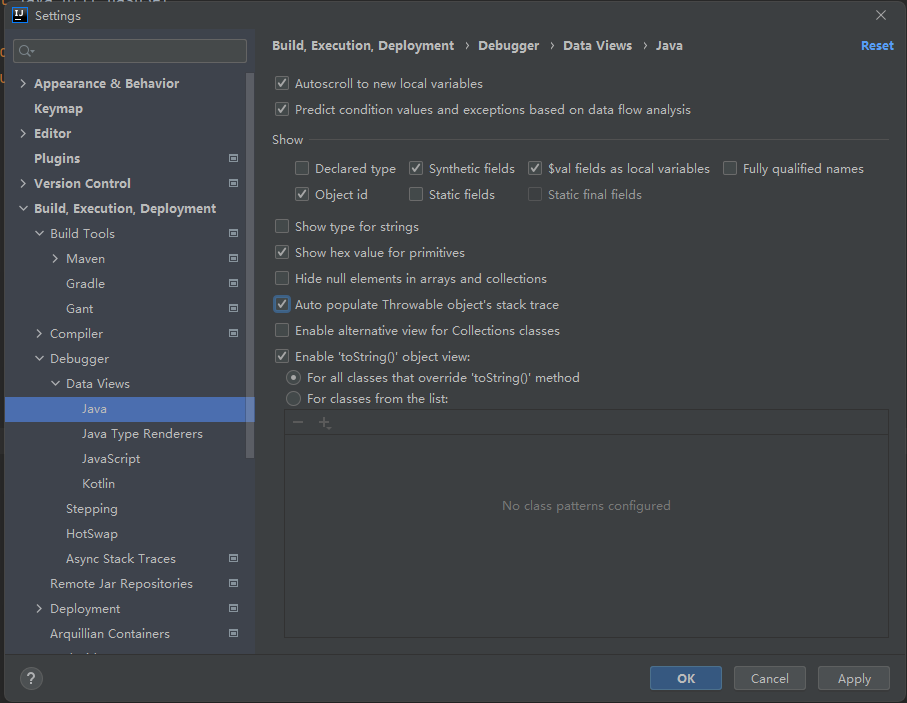 Settings
Build, Execution, Deployment › Debugger › Data Views › Java
Reset
Appearance & Behavior
Keymap
Editor
Plugins
Version Control
Build, Execution, Deployment
Build Tools
Maven
Gradle
Gant
Compiler
Debugger
Data Views
Java
Java Type Renderers
JavaScript
Kotlin
Stepping
HotSwap
Async Stack Traces
Remote Jar Repositories
Deployment
Arquillian Containers
Autoscroll to new local variables
Predict condition values and exceptions based on data flow analysis
Show
Declared type
Synthetic fields
$val fields as local variables
Fully qualified names
Object id
Static fields
Static final fields
Show type for strings
Show hex value for primitives
Hide null elements in arrays and collections
Auto populate Throwable object's stack trace
Enable alternative view for Collections classes
Enable 'toString()' object view:
For all classes that override 'toString()' method
For classes from the list:
No class patterns configured
?
OK
Cancel
Apply